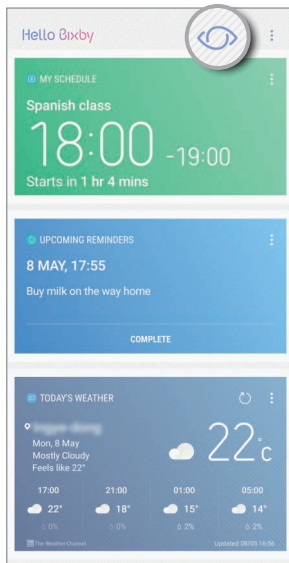 Hello Bixby
MY SCHEDULE
Spanish class
18:00 -19:00
Starts in 1 hr 4 mins
UPCOMING REMINDERS
8 MAY, 17:55
Buy milk on the way home
COMPLETE
TODAY'S WEATHER
Mon, 8 May
Mostly Cloudy
Feels like 22°
22°c
17:00 21:00 01:00 05:00
22° 18° 15° 14°
0% 0% 2% 2%
The Weather Channel Updated 08/05 16:56